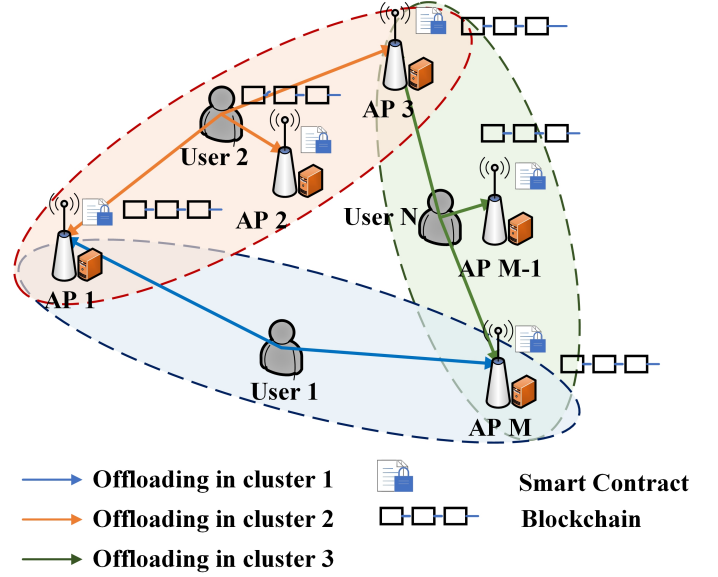 AP 3
User 2
AP 2
User N
AP M-1
AP 1
User 1
AP M
Offloading in cluster 1
Smart Contract
Offloading in cluster 2
Blockchain
Offloading in cluster 3